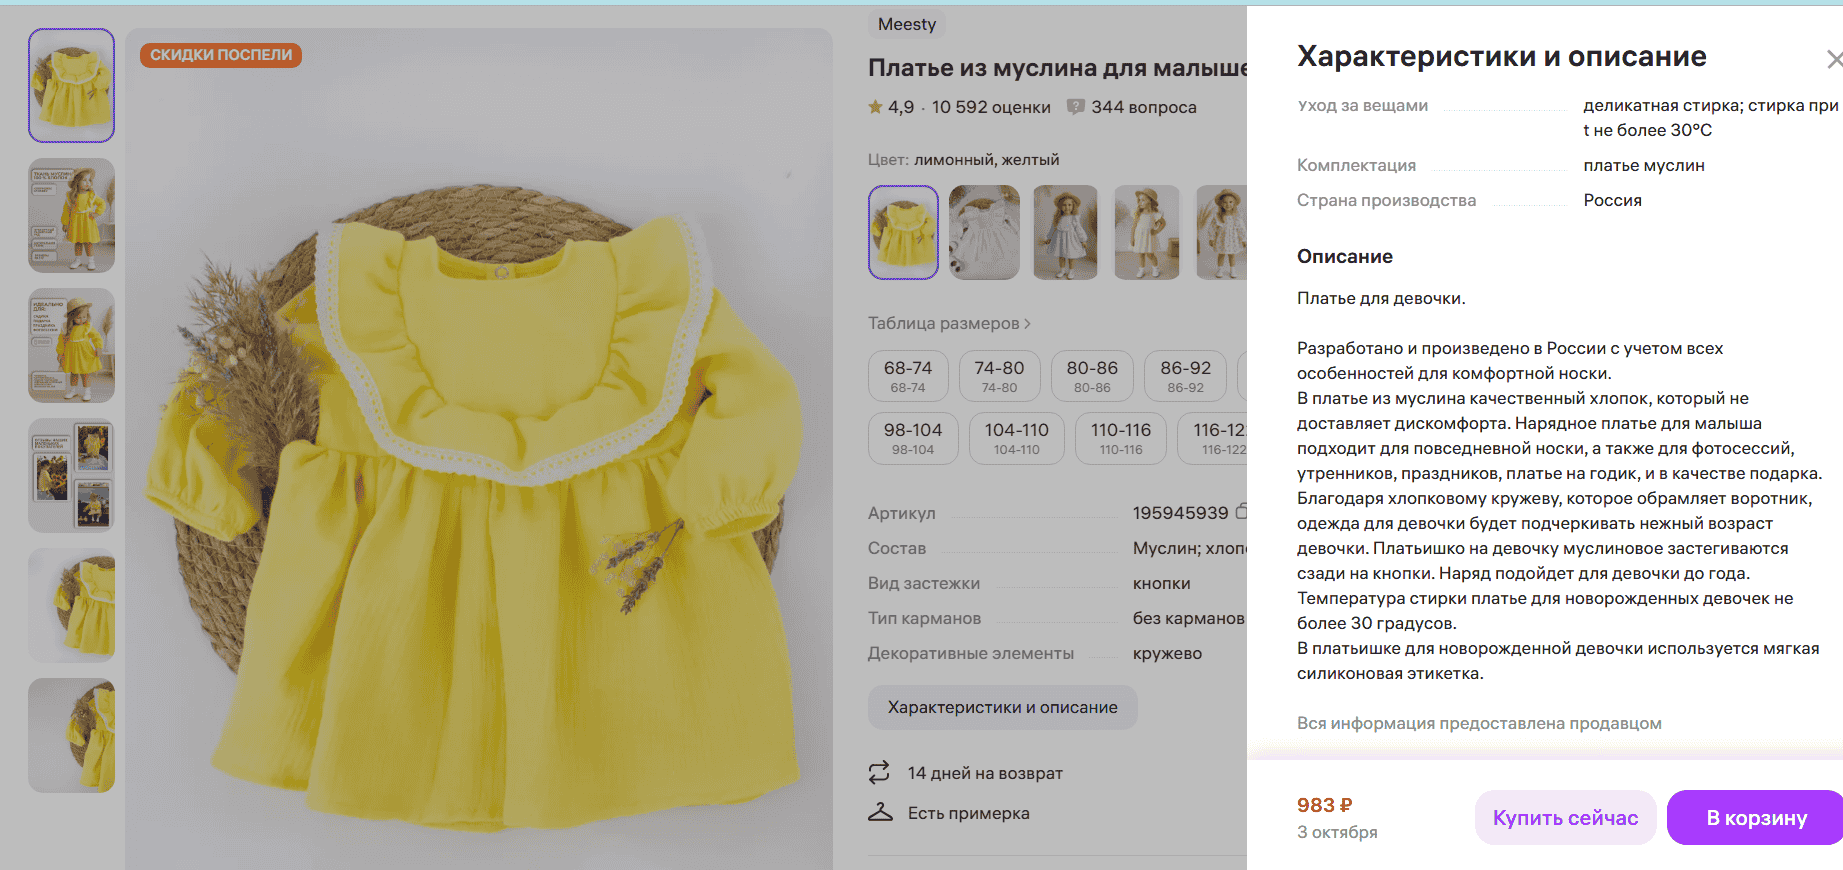 СКИДКИ ПОСПЕЛИ
Meesty
Платье из муслина для малыше
4,9 · 10 592 оценки
344 вопроса
Цвет: лимонный, желтый
Таблица размеров
68-74
68-74
74-80
74-80
80-86
80-86
86-92
86-92
98-104
98-104
104-110
104-110
110-116
110-116
116-12
116-122
Артикул 195945939
Состав Муслин; хлоп
Вид застежки кнопки
Тип карманов без карманов
Декоративные элементы кружево
Характеристики и описание
14 дней на возврат
Есть примерка
Характеристики и описание
Уход за вещами деликатная стирка; стирка при
t не более 30°C
Комплектация платье муслин
Страна производства Россия
Описание
Платье для девочки.
Разработано и произведено в России с учетом всех
особенностей для комфортной носки.
В платье из муслина качественный хлопок, который не
доставляет дискомфорта. Нарядное платье для малыша
подходит для повседневной носки, а также для фотосессий,
утренников, праздников, платье на годик, и в качестве подарка.
Благодаря хлопковому кружеву, которое обрамляет воротник,
одежда для девочки будет подчеркивать нежный возраст
девочки. Платьишко на девочку муслиновое застегиваются
сзади на кнопки. Наряд подойдет для девочки до года.
Температура стирки платье для новорожденных девочек не
более 30 градусов.
В платьишке для новорожденной девочки используется мягкая
силиконовая этикетка.
Вся информация предоставлена продавцом
983 ₽
3 октября
Купить сейчас
В корзину